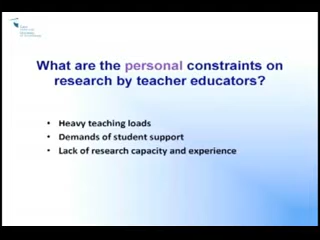 What are the personal constraints on
research by teacher educators?
• Heavy teaching loads
• Demands of student support
• Lack of research capacity and experience